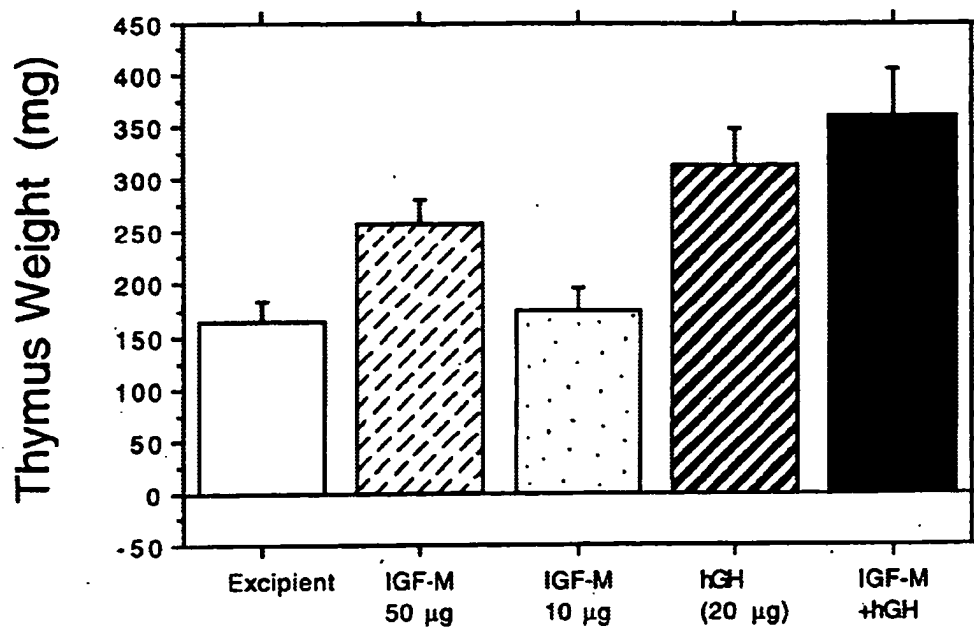 Thymus Weight (mg)
450
400
350
300
250
200
150
100
50
0
-50
Excipient
IGF-M
50 µg
IGF-M
10 µg
hGH
(20 µg)
IGF-M
+hGH